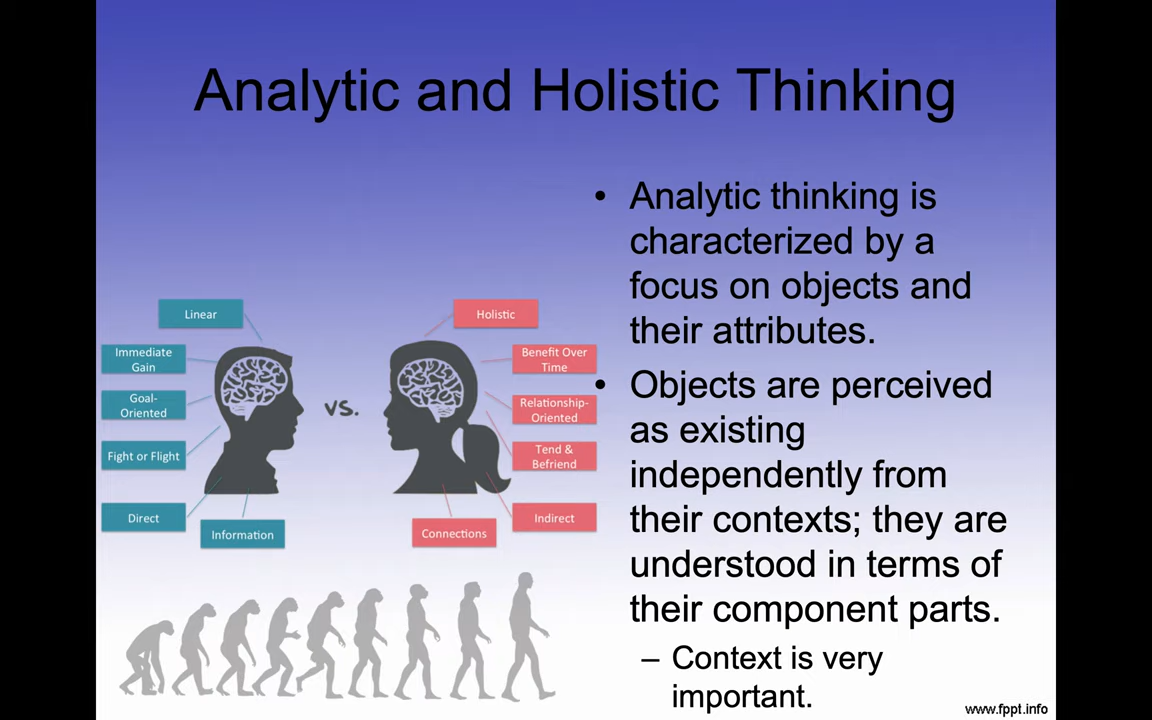 Analytic and Holistic Thinking
• Analytic thinking is
characterized by a
focus on objects and
their attributes.
• Objects are perceived
as existing
independently from
their contexts; they are
understood in terms of
their component parts.
– Context is very
important.
Linear
Immediate
Gain
Goal-
Oriented
Fight or Flight
Direct
Information
vs.
Holistic
Benefit Over
Time
Relationship-
Oriented
Tend &
Befriend
Indirect
Connections
www.fppt.info